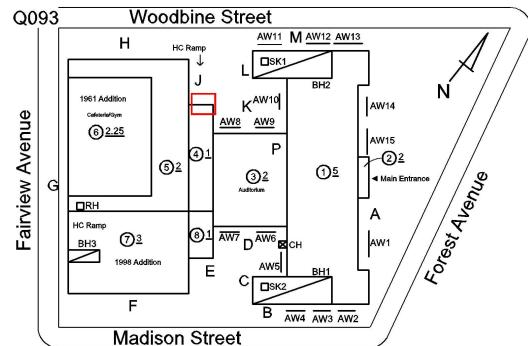 Q093
Woodbine Street
H
HC Ramp
M
AW11
AW12
AW13
J
L
SK1
BH2
N
1961 Addition
Cafeteria/Gym
6 2.25
K
AW10
AW14
AW8
AW9
Fairview Avenue
5 2
4 1
P
AW15
3 2
Auditorium
1 5
2 2
Main Entrance
G
RH
A
Forest Avenue
HC Ramp
7 3
8 1
AW7
AW6
D
CH
AW1
BH3
1998 Addition
E
AW5
C
BH1
SK2
F
B
AW4
AW3
AW2
Madison Street